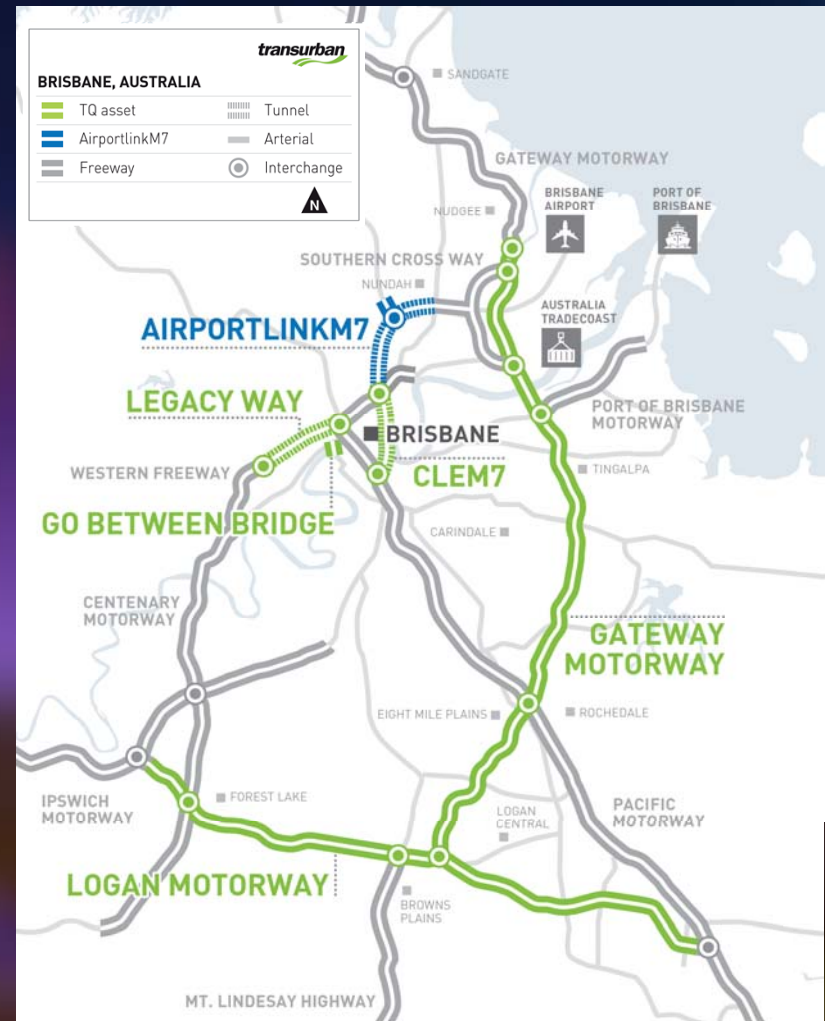 transurban
BRISBANE, AUSTRALIA
TQ asset
Tunnel
AirportlinkM7
Arterial
Freeway
Interchange
N
SANDGATE
GATEWAY MOTORWAY
BRISBANE
AIRPORT
PORT OF
BRISBANE
NUDGEE
SOUTHERN CROSS WAY
NUNDAH
AUSTRALIA
TRADECOAST
AIRPORTLINKM7
LEGACY WAY
PORT OF BRISBANE
MOTORWAY
BRISBANE
WESTERN FREEWAY
CLEM7
TINGALPA
GO BETWEEN BRIDGE
CARINDALE
CENTENARY
MOTORWAY
GATEWAY
MOTORWAY
EIGHT MILE PLAINS
ROCHEDALE
IPSWICH
MOTORWAY
FOREST LAKE
LOGAN
CENTRAL
PACIFIC
MOTORWAY
LOGAN MOTORWAY
BROWNS
PLAINS
MT. LINDESAY HIGHWAY